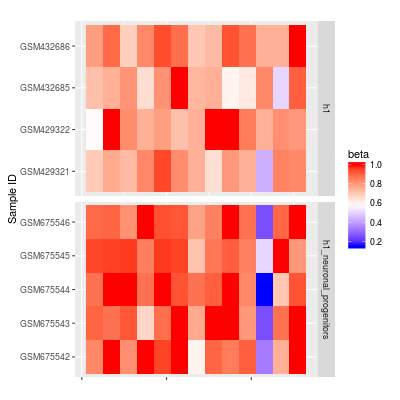 GSM432686
GSM432685
GSM429322
GSM429321
h1
GSM675546
GSM675545
GSM675544
GSM675543
GSM675542
h1_neuronal_progenitors
Sample ID
beta
1.0
0.8
0.6
0.4
0.2